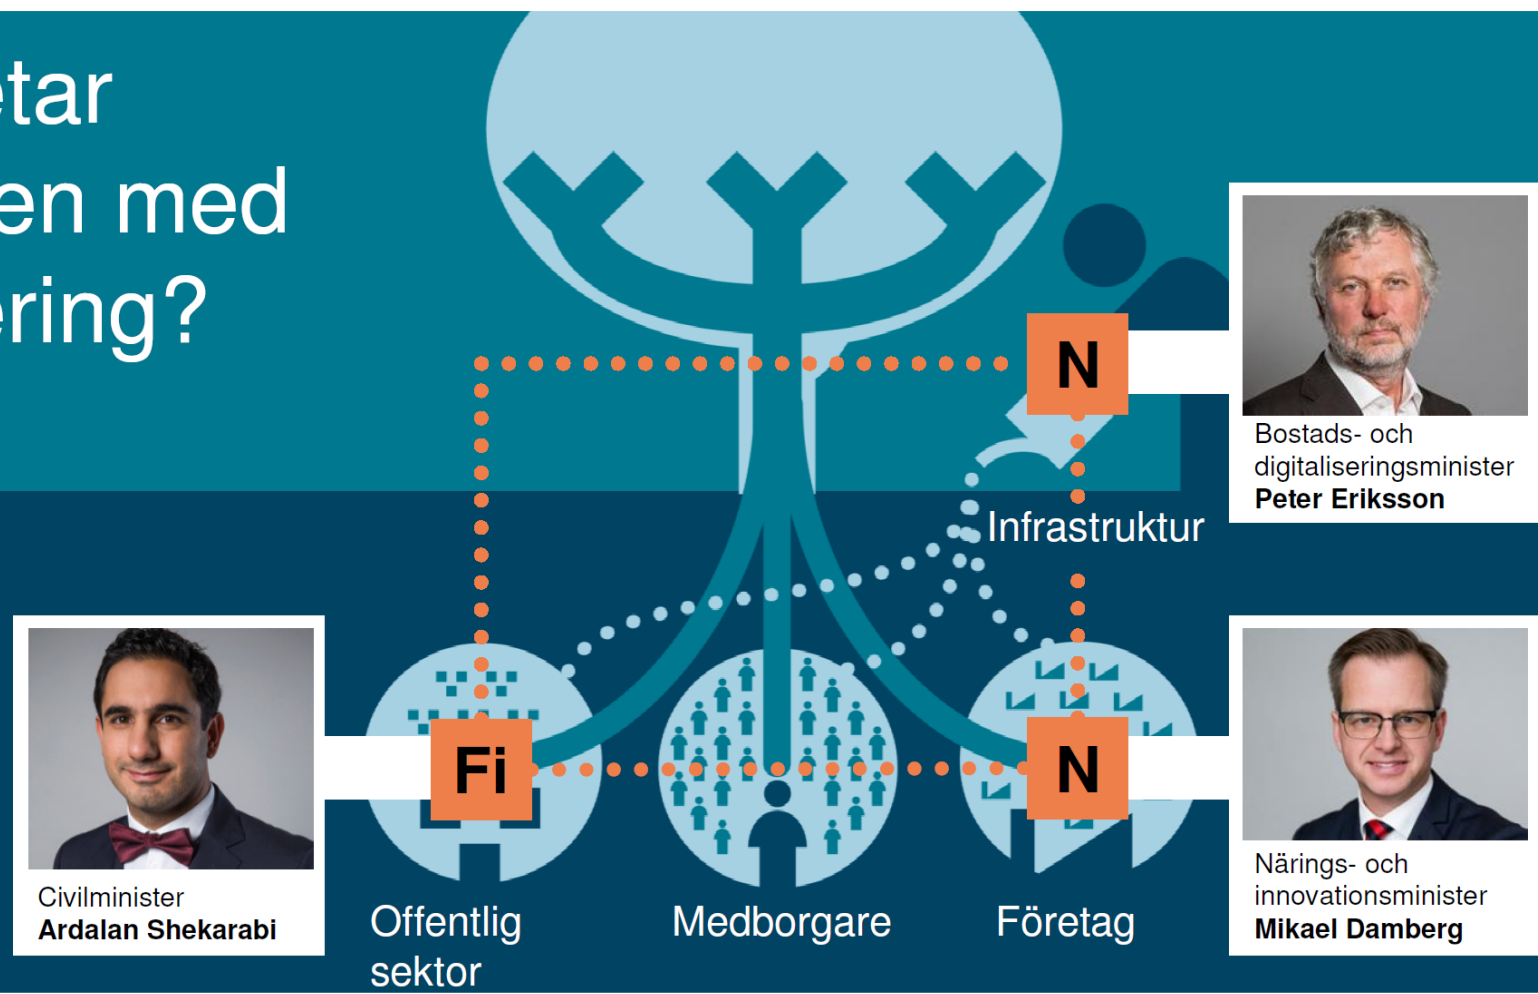 etar
en med
ering?
N
Bostads- och
digitaliseringsminister
Peter Eriksson
Infrastruktur
Fi
N
Civilminister
Ardalan Shekarabi
Offentlig
sektor
Medborgare
Företag
Närings- och
innovationsminister
Mikael Damberg